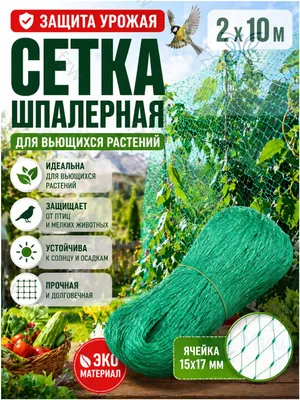 ЗАЩИТА УРОЖАЯ
2 х 10 м
СЕТКА
ШПАЛЕРНАЯ
ДЛЯ ВЬЮЩИХСЯ РАСТЕНИЙ
ИДЕАЛЬНА
ДЛЯ ВЬЮЩИХСЯ
РАСТЕНИЙ
ЗАЩИЩАЕТ
ОТ ПТИЦ
И МЕЛКИХ ЖИВОТНЫХ
УСТОЙЧИВА
К СОЛНЦУ И ОСАДКАМ
ПРОЧНАЯ
И ДОЛГОВЕЧНАЯ
ЭКО
МАТЕРИАЛ
ЯЧЕЙКА
15х17 мм